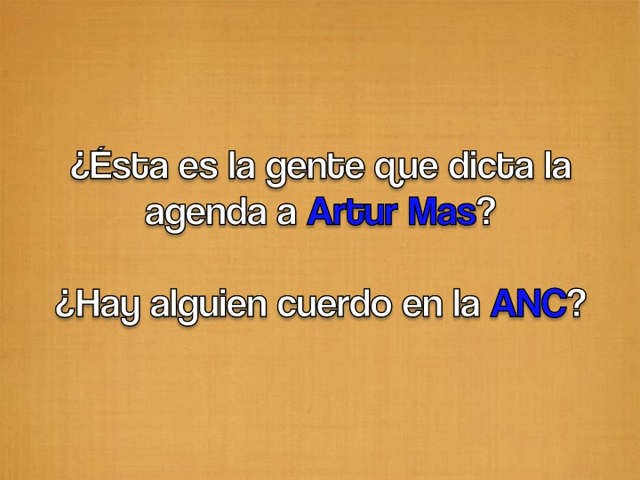 ¿Ésta es la gente que dicta la
agenda a Artur Mas?
¿Hay alguien cuerdo en la ANC?